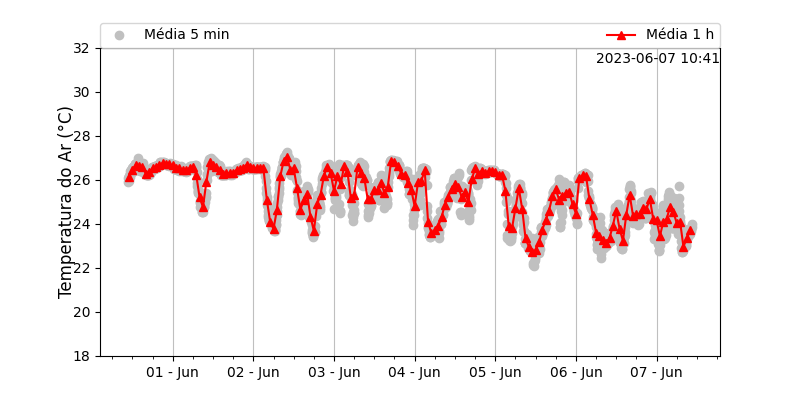 Média 5 min
Média 1 h
2023-06-07 10:41
Temperatura do Ar (°C)
32
30
28
26
24
22
20
18
01 - Jun
02 - Jun
03 - Jun
04 - Jun
05 - Jun
06 - Jun
07 - Jun